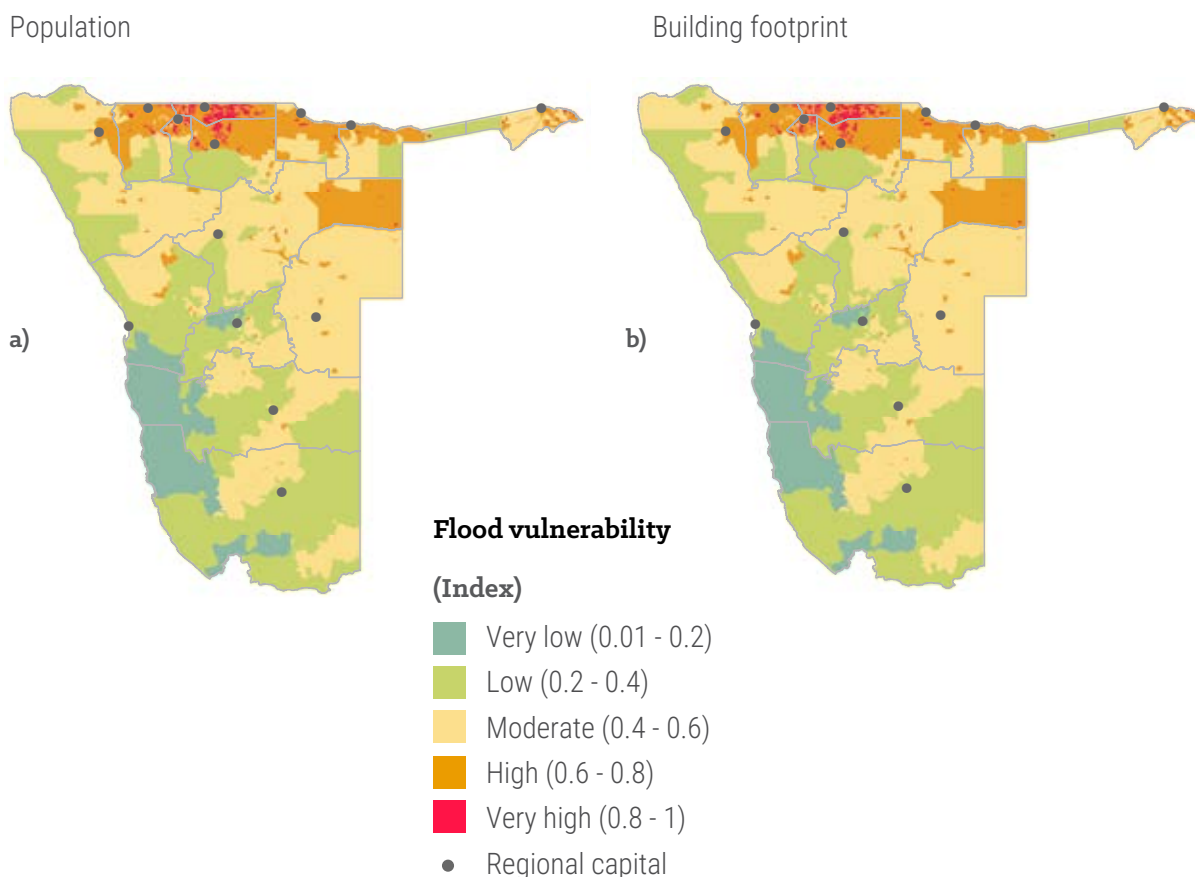 Population
Building footprint
a)
b)
Flood vulnerability
(Index)
Very low (0.01 - 0.2)
Low (0.2 - 0.4)
Moderate (0.4 - 0.6)
High (0.6 - 0.8)
Very high (0.8 - 1)
Regional capital